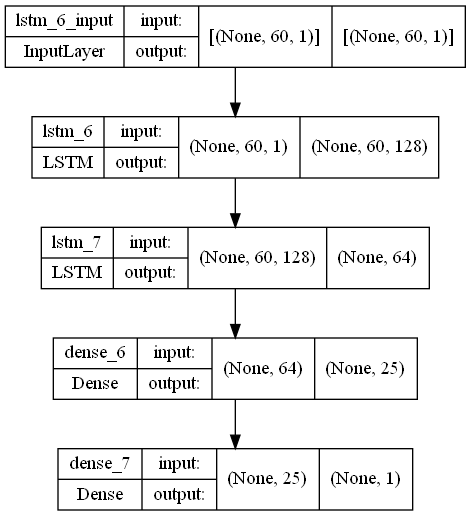 lstm_6_input input: [(None, 60, 1)] [(None, 60, 1)]
InputLayer output:
lstm_6 input: (None, 60, 1) (None, 60, 128)
LSTM output:
lstm_7 input: (None, 60, 128) (None, 64)
LSTM output:
dense_6 input: (None, 64) (None, 25)
Dense output:
dense_7 input: (None, 25) (None, 1)
Dense output: